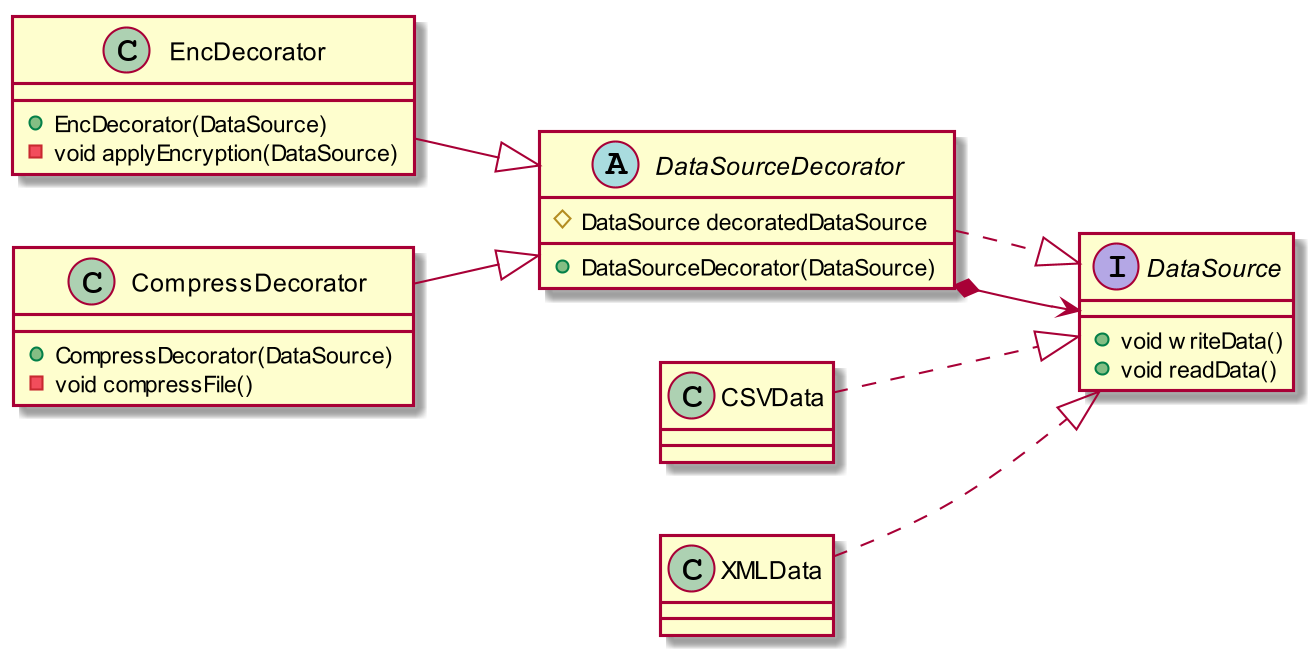 C EncDecorator
EncDecorator(DataSource)
void applyEncryption(DataSource)
A DataSourceDecorator
DataSource decoratedDataSource
DataSourceDecorator(DataSource)
C CompressDecorator
CompressDecorator(DataSource)
void compressFile()
I DataSource
void writeData()
void readData()
C CSVData
C XMLData